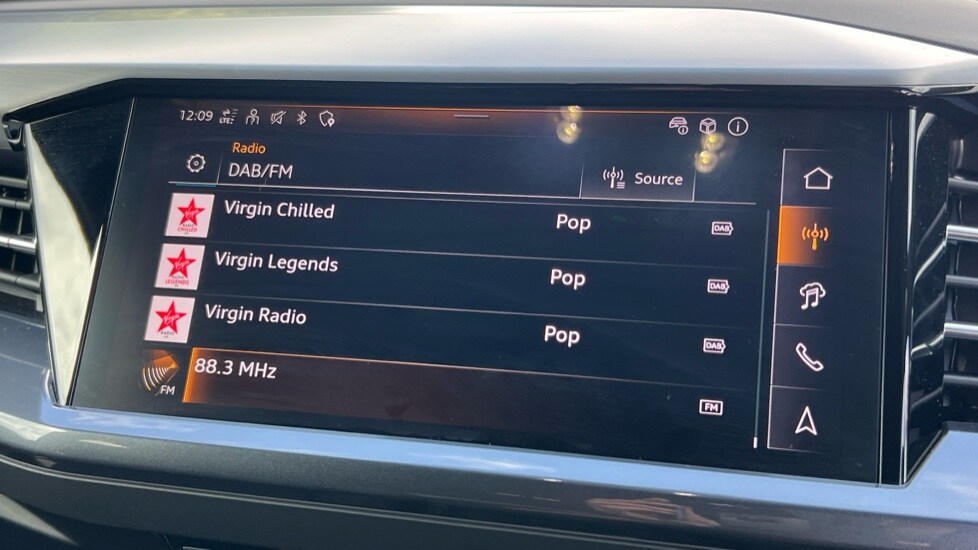 12:09 LTE
Radio
DAB/FM
Source
Virgin Chilled Pop DAB
Virgin Legends Pop DAB
Virgin Radio Pop DAB
FM 88.3 MHz FM